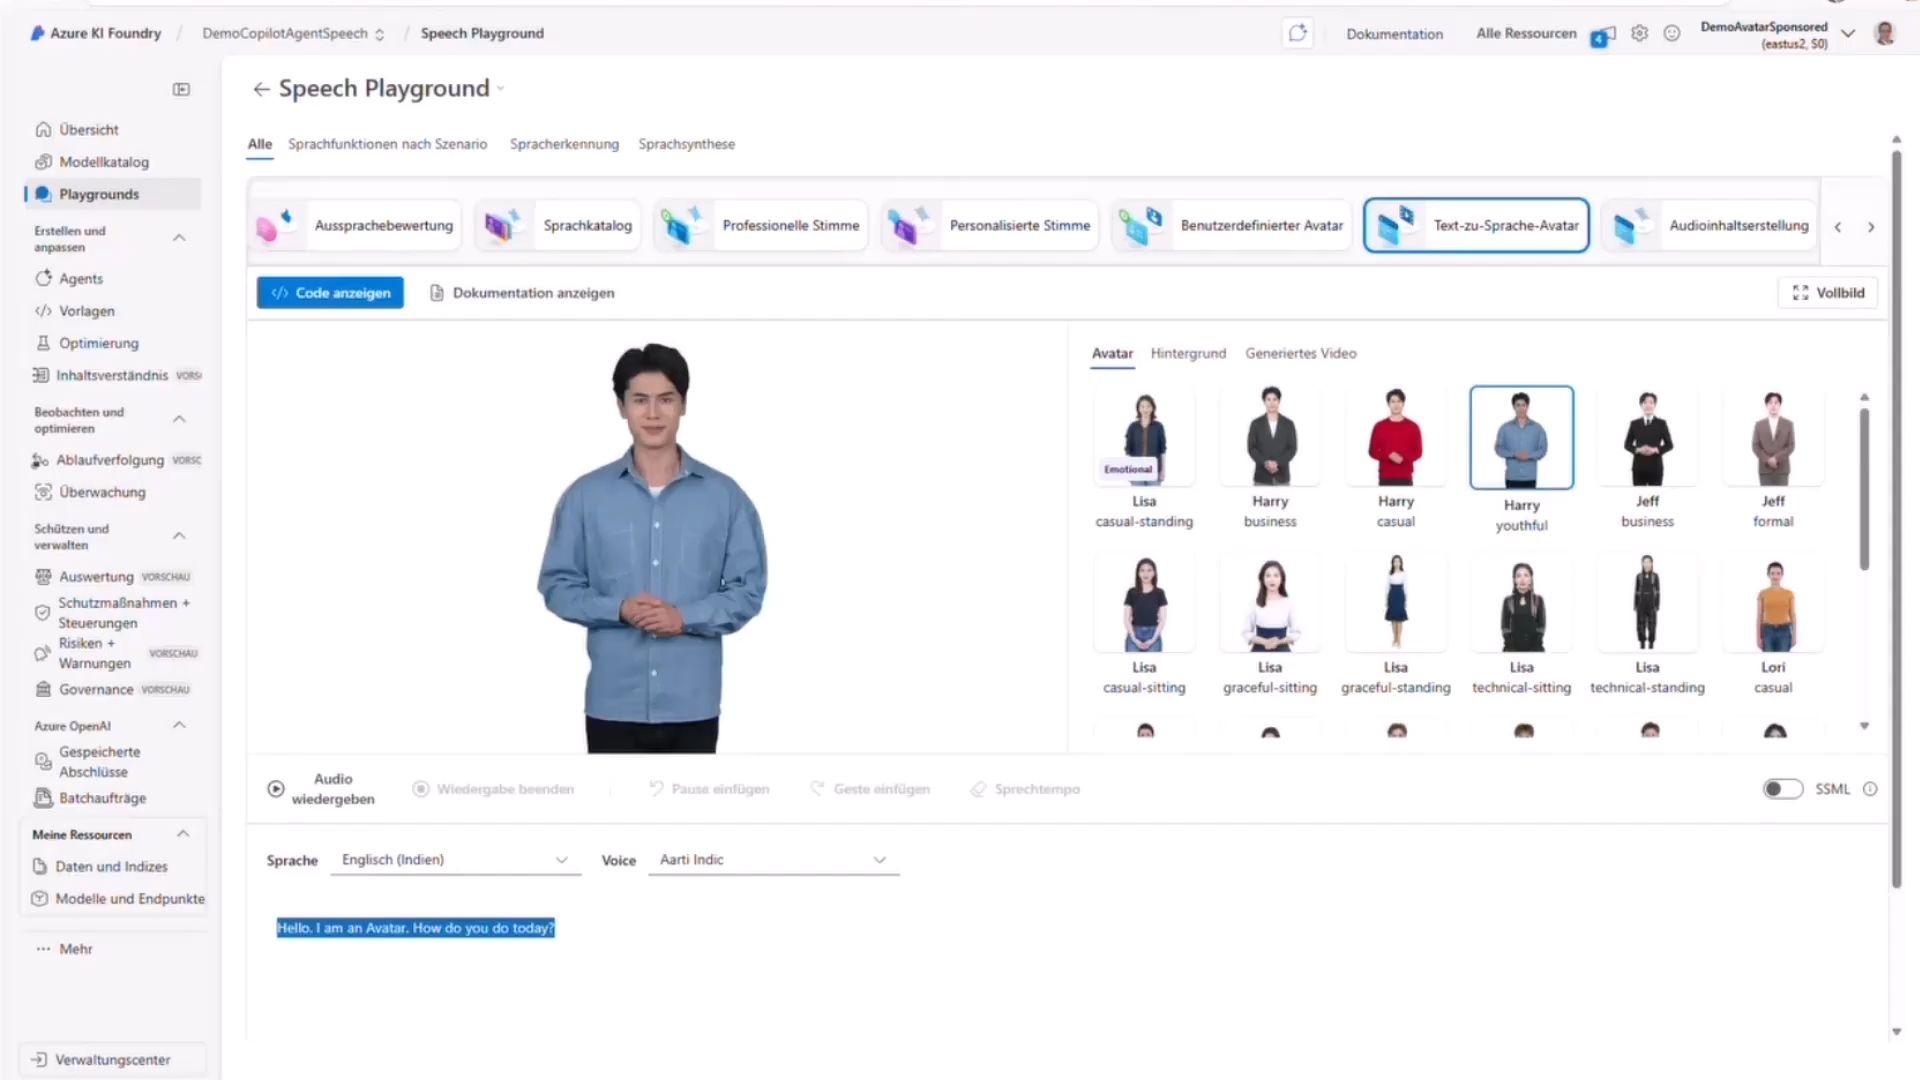 Azure KI Foundry / DemoCopilotAgentSpeech / Speech Playground
Dokumentation
Alle Ressourcen
4
DemoAvatarSponsored
(eastus2, S0)
Übersicht
Modellkatalog
Playgrounds
Erstellen und
anpassen
Agents
Vorlagen
Optimierung
Inhaltsverständnis VORS
Beobachten und
optimieren
Ablaufverfolgung VORSC
Überwachung
Schützen und
verwalten
Auswertung VORSCHAU
Schutzmaßnahmen +
Steuerungen
Risiken +
Warnungen VORSCHAU
Governance VORSCHAU
Azure OpenAI
Gespeicherte
Abschlüsse
Batchaufträge
Meine Ressourcen
Daten und Indizes
Modelle und Endpunkte
Mehr
Verwaltungscenter
Speech Playground
Alle Sprachfunktionen nach Szenario Spracherkennung Sprachsynthese
Aussprachebewertung
Sprachkatalog
Professionelle Stimme
Personalisierte Stimme
Benutzerdefinierter Avatar
Text-zu-Sprache-Avatar
Audioinhaltserstellung
Code anzeigen
Dokumentation anzeigen
Vollbild
Avatar Hintergrund Generiertes Video
Emotional
Lisa
casual-standing
Harry
business
Harry
casual
Harry
youthful
Jeff
business
Jeff
formal
Lisa
casual-sitting
Lisa
graceful-sitting
Lisa
graceful-standing
Lisa
technical-sitting
Lisa
technical-standing
Lori
casual
Audio
wiedergeben
Wiedergabe beenden
Pause einfügen
Geste einfügen
Sprechtempo
SSML
Sprache Englisch (Indien)
Voice Aarti Indic
Hello. I am an Avatar. How do you do today?